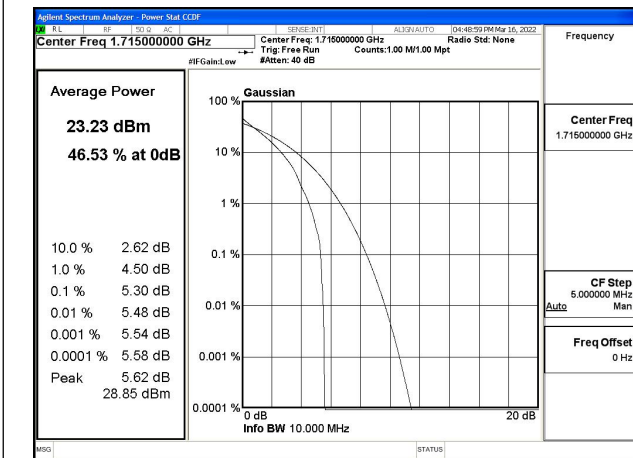 Agilent Spectrum Analyzer - Power Stat CCDF
RL RF 50 Ω AC SENSE:INT ALIGN AUTO 04:48:59 PM Mar 16, 2022
Center Freq 1.715000000 GHz
Center Freq: 1.715000000 GHz Radio Std: None
Trig: Free Run Counts:1.00 M/1.00 Mpt
#IFGain:Low #Atten: 40 dB
Frequency
Average Power
23.23 dBm
46.53 % at 0dB
10.0 % 2.62 dB
1.0 % 4.50 dB
0.1 % 5.30 dB
0.01 % 5.48 dB
0.001 % 5.54 dB
0.0001 % 5.58 dB
Peak 5.62 dB
28.85 dBm
Gaussian
100 %
10 %
1 %
0.1 %
0.01 %
0.001 %
0.0001 %
0 dB 20 dB
Info BW 10.000 MHz
Center Freq
1.715000000 GHz
CF Step
5.000000 MHz
Auto Man
Freq Offset
0 Hz
MSG STATUS